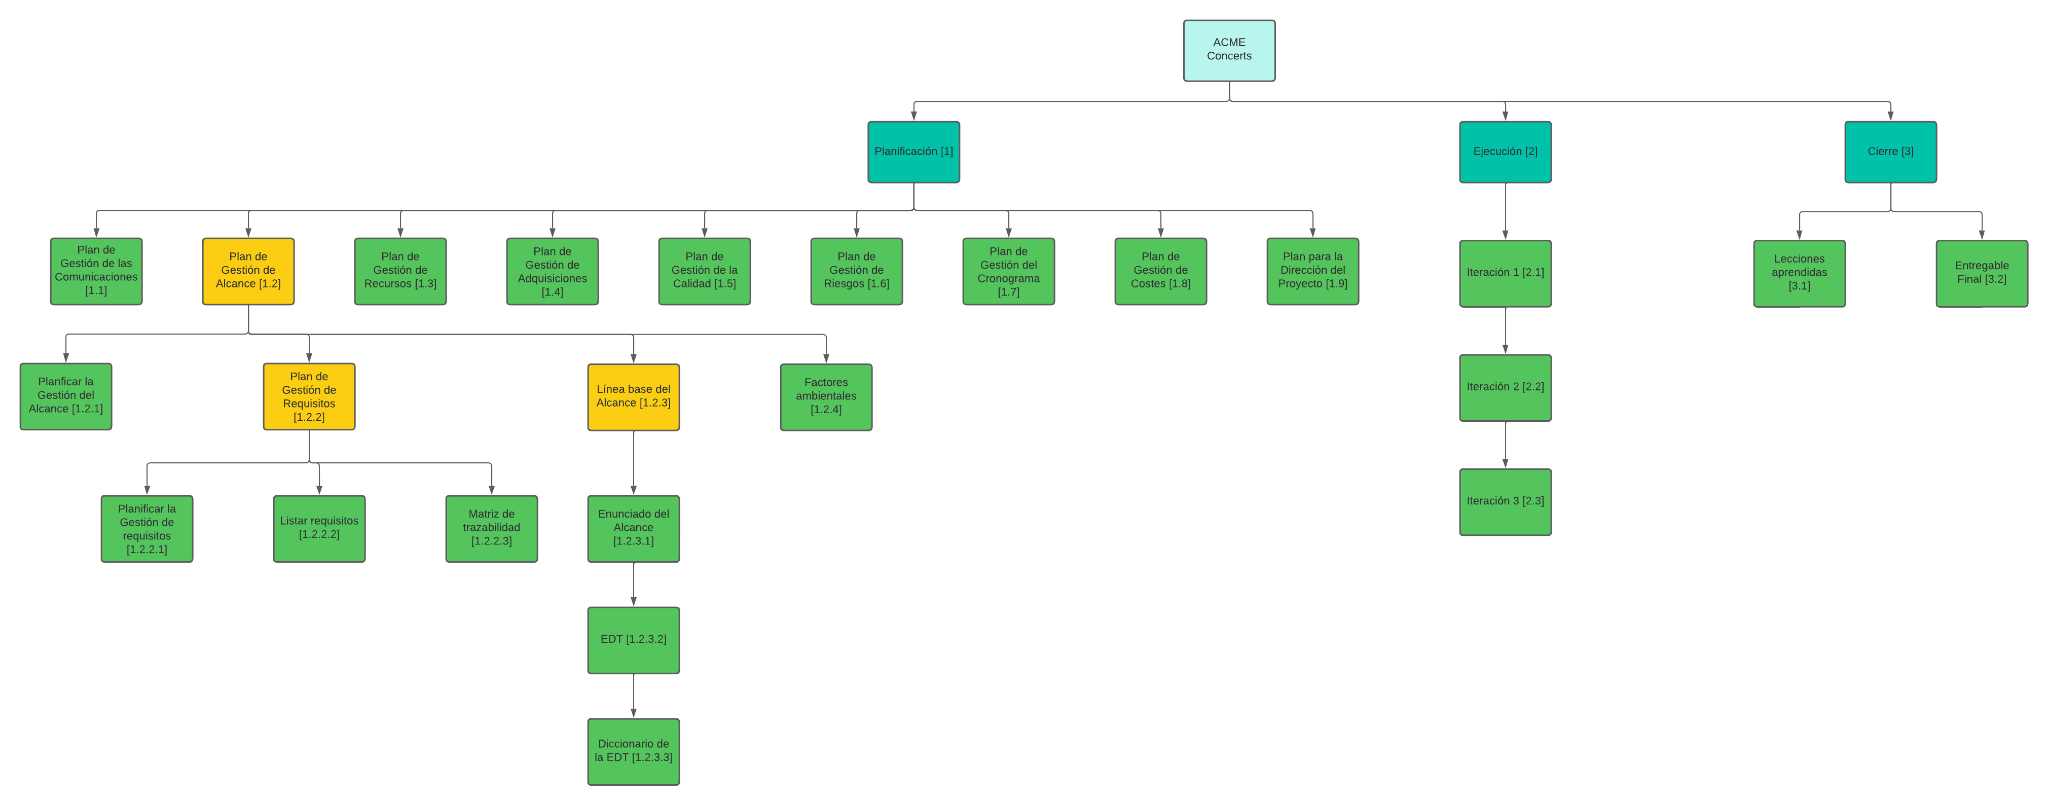 ACME
Concerts
Planificación [1]
Ejecución [2]
Cierre [3]
Plan de
Gestión de las
Comunicaciones
[1.1]
Plan de
Gestión de
Alcance [1.2]
Plan de
Gestión de
Recursos [1.3]
Plan de
Gestión de
Adquisiciones
[1.4]
Plan de
Gestión de la
Calidad [1.5]
Plan de
Gestión de
Riesgos [1.6]
Plan de
Gestión del
Cronograma
[1.7]
Plan de
Gestión de
Costes [1.8]
Plan para la
Dirección del
Proyecto [1.9]
Iteración 1 [2.1]
Lecciones
aprendidas
[3.1]
Entregable
Final [3.2]
Planficar la
Gestión del
Alcance [1.2.1]
Plan de
Gestión de
Requisitos
[1.2.2]
Línea base del
Alcance [1.2.3]
Factores
ambientales
[1.2.4]
Iteración 2 [2.2]
Planificar la
Gestión de
requisitos
[1.2.2.1]
Listar requisitos
[1.2.2.2]
Matriz de
trazabilidad
[1.2.2.3]
Enunciado del
Alcance
[1.2.3.1]
Iteración 3 [2.3]
EDT [1.2.3.2]
Diccionario de
la EDT [1.2.3.3]